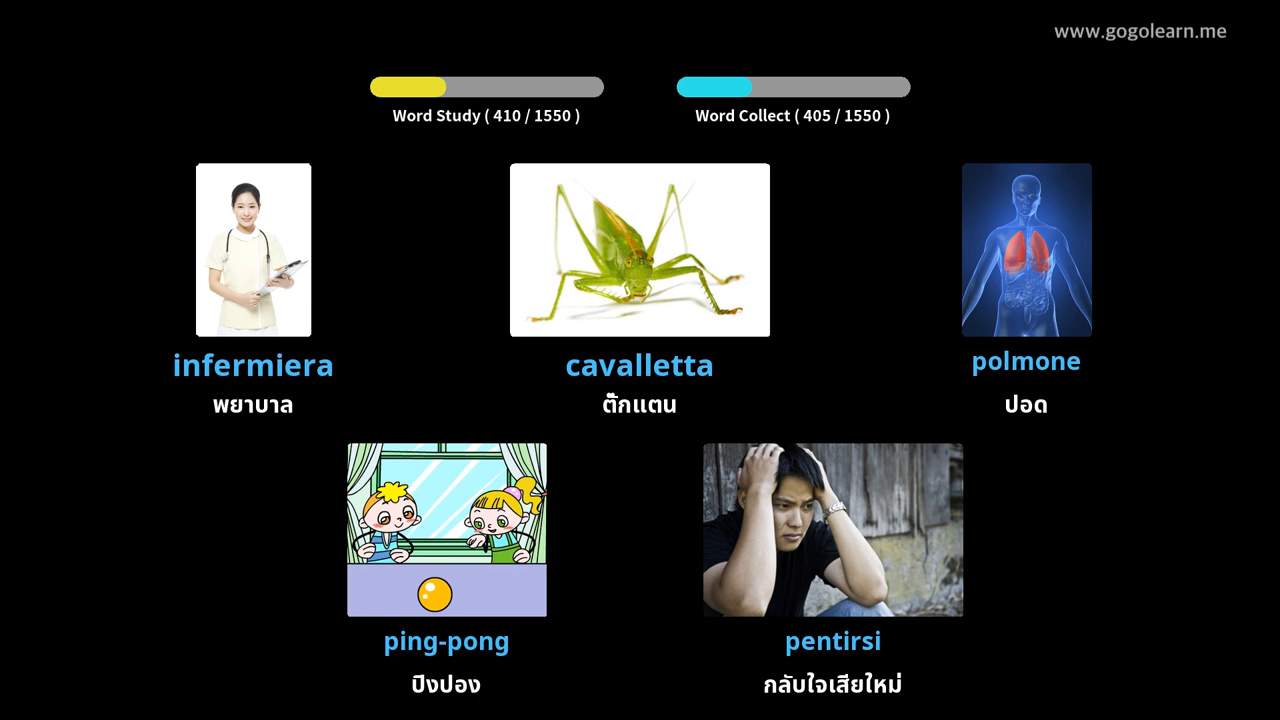 www.gogolearn.me
Word Study ( 410 / 1550 )
Word Collect ( 405 / 1550 )
infermiera
cavalletta
polmone
พยาบาล
ตั๊กแตน
ปอด
ping-pong
pentirsi
ปิงปอง
กลับใจเสียใหม่